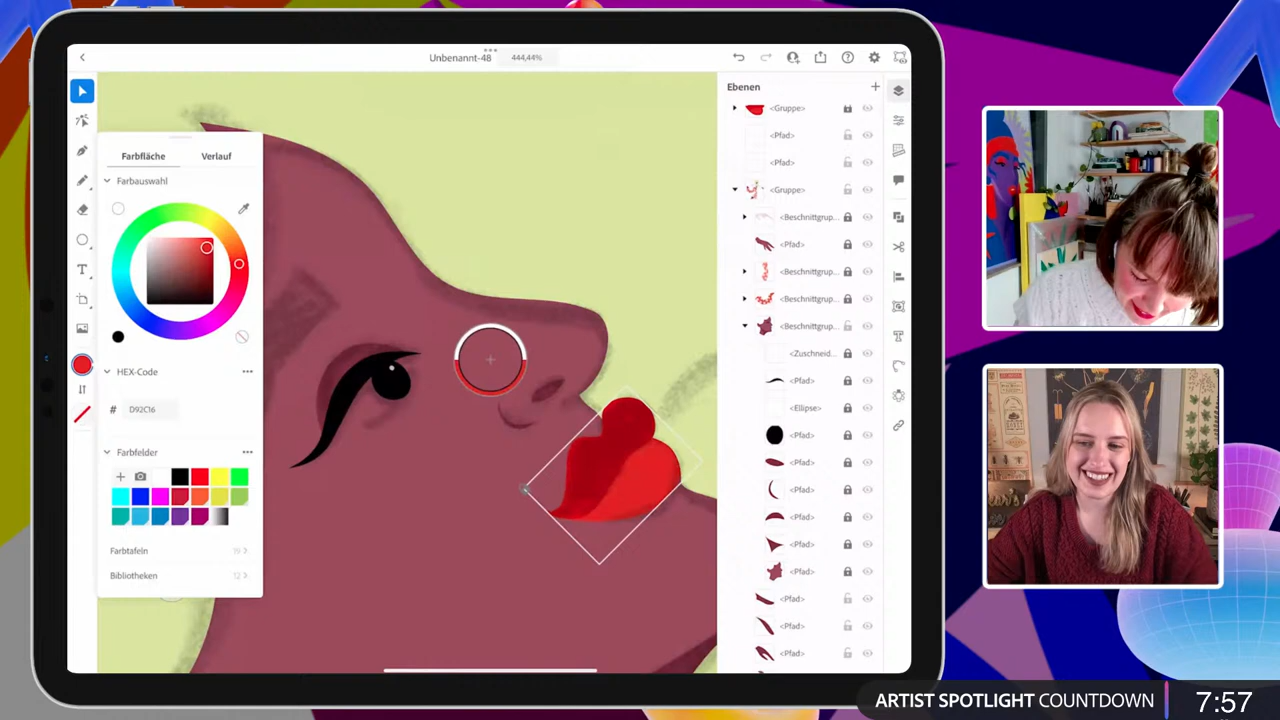 Unbenannt-48
444,44%
Farbfläche
Verlauf
Farbauswahl
HEX-Code
# D92C16
Farbfelder
Farbtafeln
Bibliotheken 12
Ebenen
<Gruppe>
<Pfad>
<Pfad>
<Gruppe>
<Beschnittgrup...
<Pfad>
<Beschnittgrup...
<Beschnittgrup...
<Beschnittgrup...
<Zuschneid...
<Pfad>
<Ellipse>
<Pfad>
<Pfad>
<Pfad>
<Pfad>
<Pfad>
<Pfad>
<Pfad>
<Pfad>
<Pfad>
ARTIST SPOTLIGHT COUNTDOWN
7:57